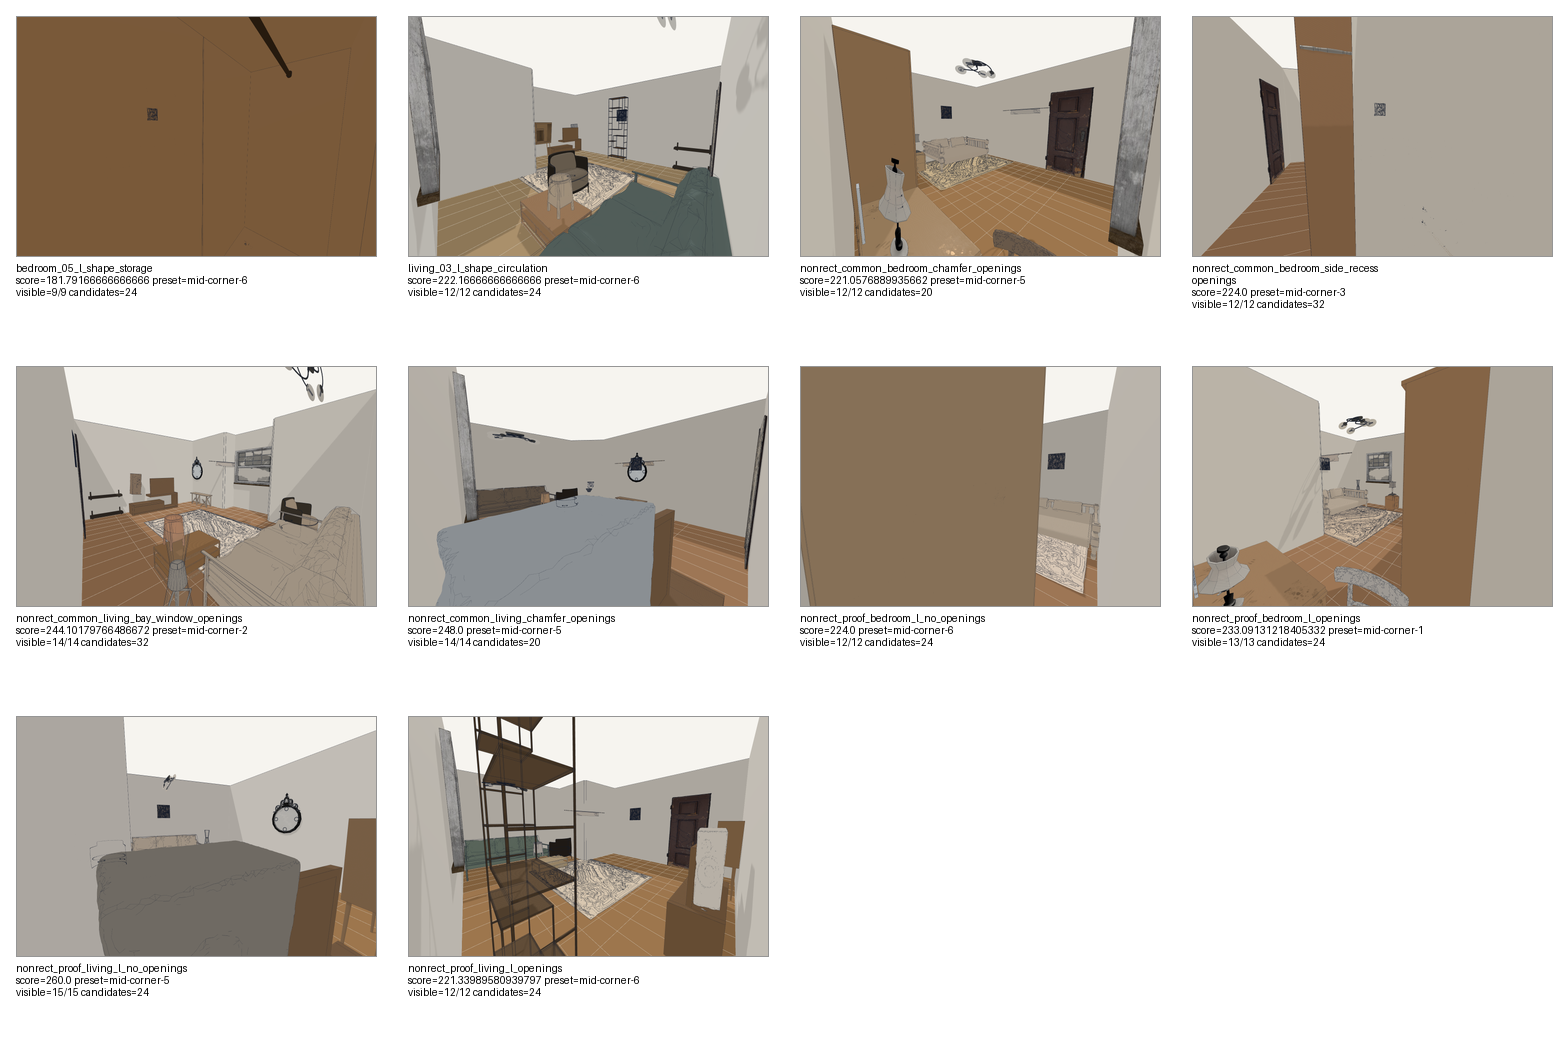 bedroom_05_l_shape_storage
score=181.79166666666666 preset=mid-corner-6
visible=9/9 candidates=24
living_03_l_shape_circulation
score=222.16666666666666 preset=mid-corner-6
visible=12/12 candidates=24
nonrect_common_bedroom_chamfer_openings
score=221.0576889935662 preset=mid-corner-5
visible=12/12 candidates=20
nonrect_common_bedroom_side_recess
openings
score=224.0 preset=mid-corner-3
visible=12/12 candidates=32
nonrect_common_living_bay_window_openings
score=244.10179766486672 preset=mid-corner-2
visible=14/14 candidates=32
nonrect_common_living_chamfer_openings
score=248.0 preset=mid-corner-5
visible=14/14 candidates=20
nonrect_proof_bedroom_l_no_openings
score=224.0 preset=mid-corner-6
visible=12/12 candidates=24
nonrect_proof_bedroom_l_openings
score=233.09131218405332 preset=mid-corner-1
visible=13/13 candidates=24
nonrect_proof_living_l_no_openings
score=260.0 preset=mid-corner-5
visible=15/15 candidates=24
nonrect_proof_living_l_openings
score=221.33989580939797 preset=mid-corner-6
visible=12/12 candidates=24